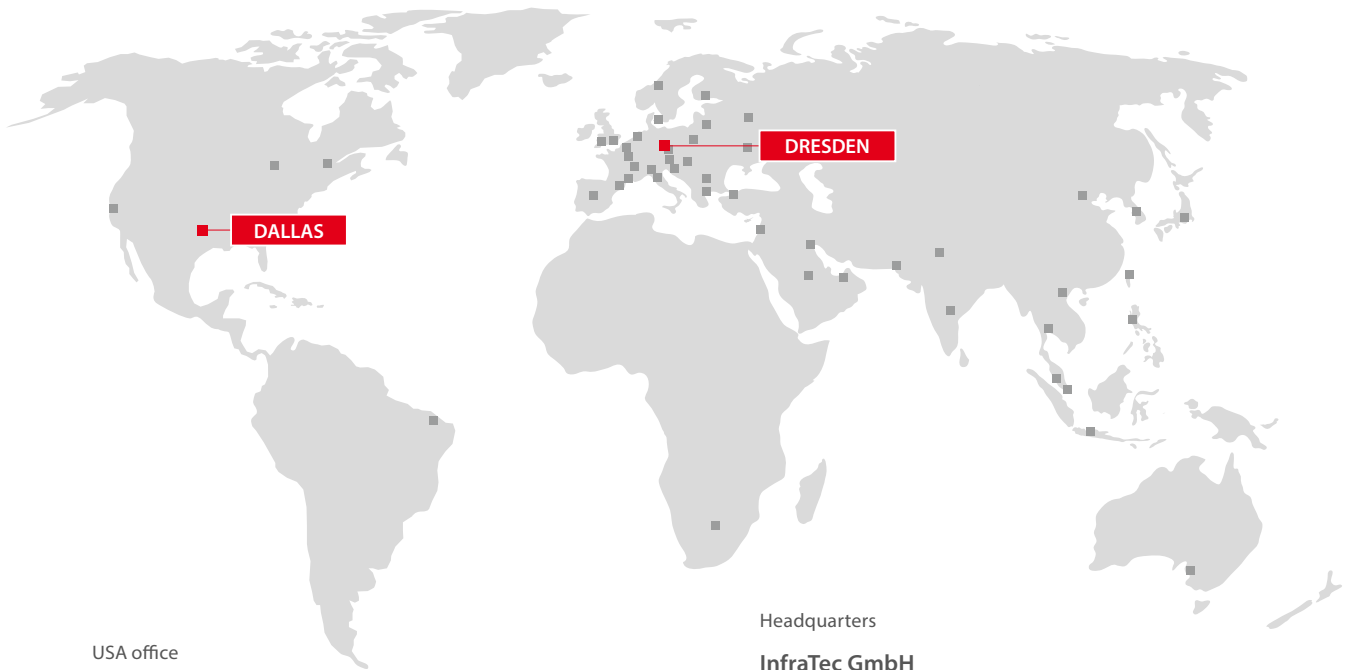 DRESDEN
DALLAS
Headquarters
USA office
InfraTec GmbH